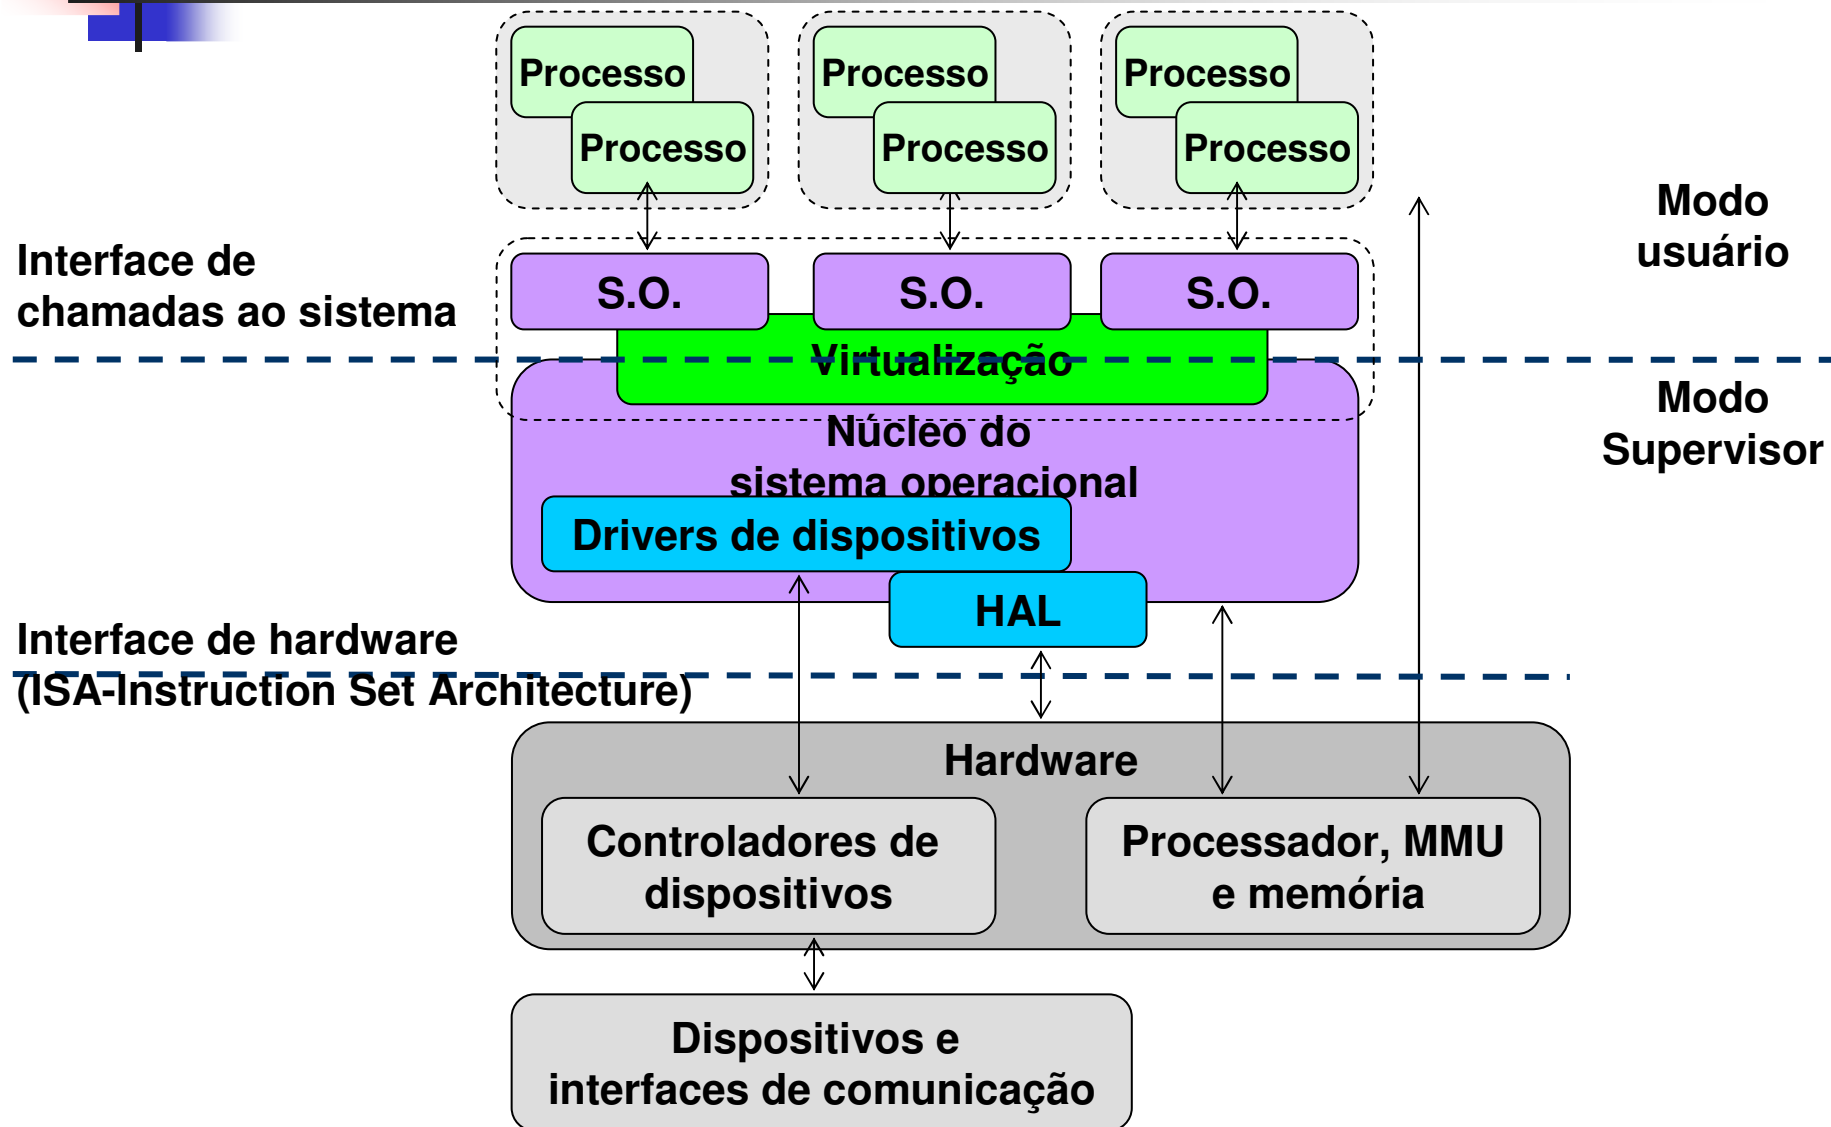 Processo
Processo
Processo
Processo
Processo
Processo
Modo
usuário
Interface de
chamadas ao sistema
S.O.
S.O.
S.O.
Virtualização
Modo
Supervisor
Núcleo do
sistema operacional
Drivers de dispositivos
HAL
Interface de hardware
(ISA-Instruction Set Architecture)
Hardware
Controladores de
dispositivos
Processador, MMU
e memória
Dispositivos e
interfaces de comunicação